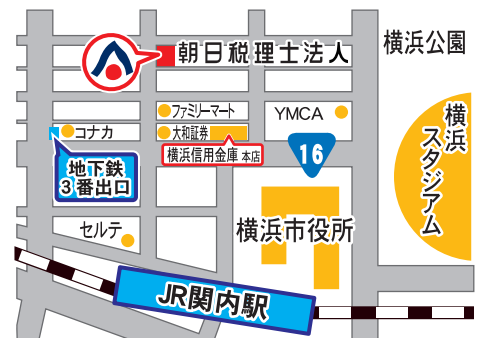 横浜公園
朝日税理士法人
ファミリーマート
YMCA
コナカ
大和証券
横浜
スタジアム
横浜信用金庫 本店
16
地下鉄
3番出口
セルテ
横浜市役所
JR関内駅